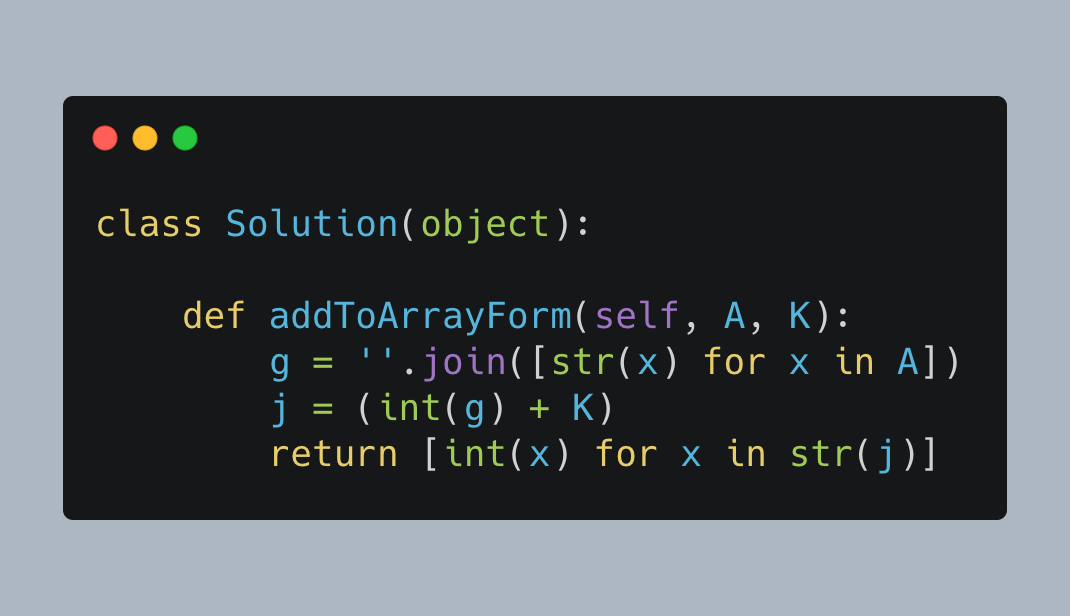 class Solution(object):
    def addToArrayForm(self, A, K):
        g = ''.join([str(x) for x in A])
        j = (int(g) + K)
        return [int(x) for x in str(j)]